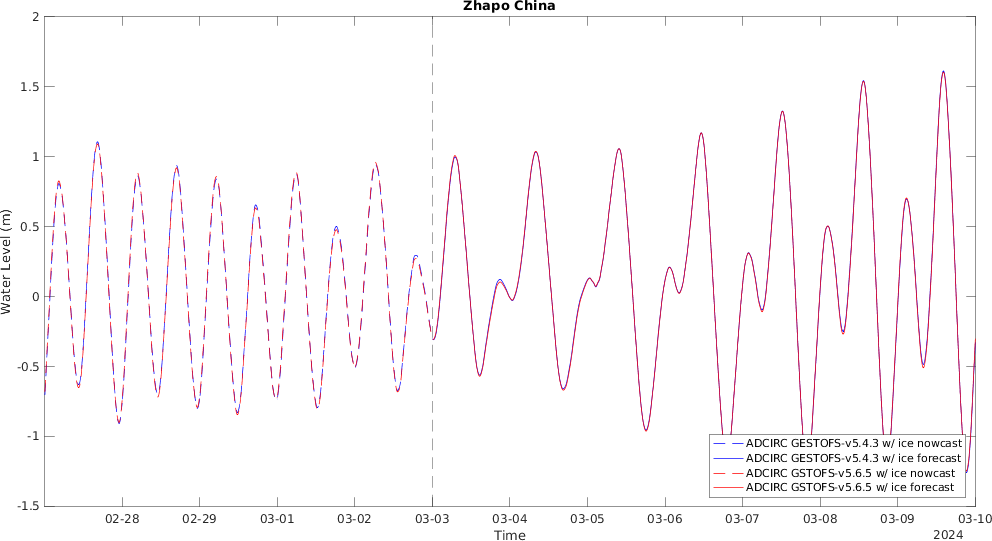 Zhapo China
Water Level (m)
2
1.5
1
0.5
0
-0.5
-1
-1.5
ADCIRC GESTOFS-v5.4.3 w/ ice nowcast
ADCIRC GESTOFS-v5.4.3 w/ ice forecast
ADCIRC GSTOFS-v5.6.5 w/ ice nowcast
ADCIRC GSTOFS-v5.6.5 w/ ice forecast
02-28 02-29 03-01 03-02 03-03 03-04 03-05 03-06 03-07 03-08 03-09 03-10
Time
2024